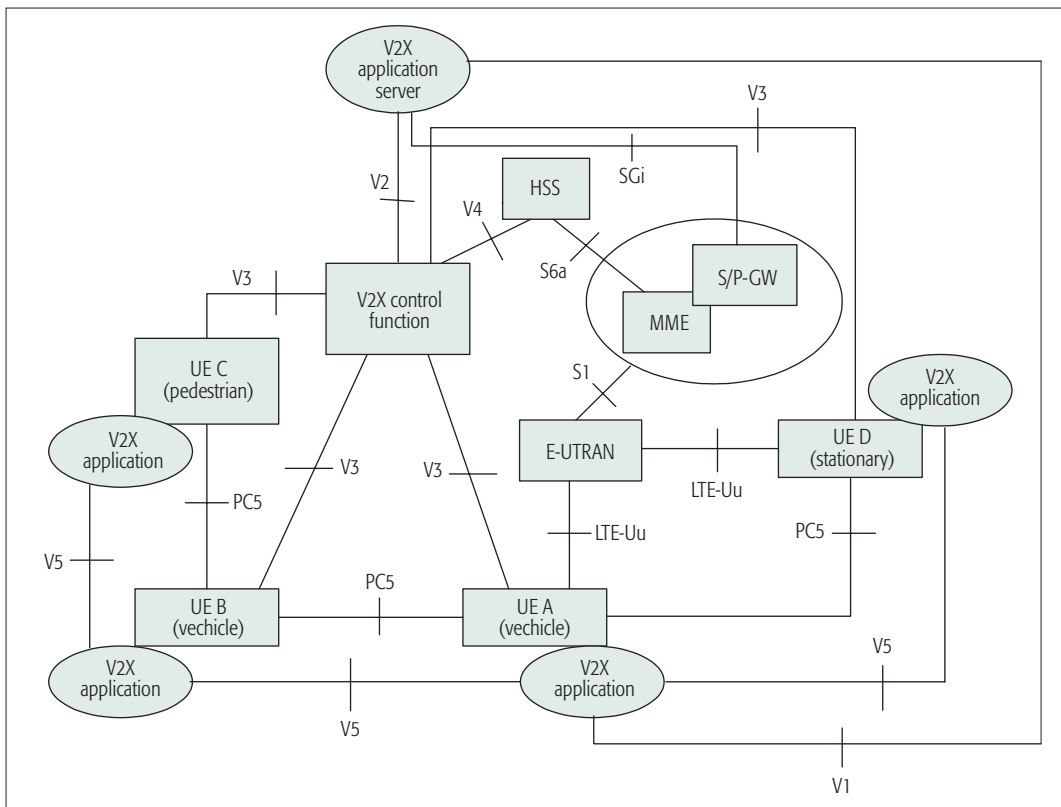 V2X
application
server
V3
SGi
V2
HSS
V4
S6a
S/P-GW
V3
V2X control
function
MME
UE C
(pedestrian)
S1
V2X
application
V2X
application
E-UTRAN
UE D
(stationary)
V3
V3
LTE-Uu
PC5
LTE-Uu
PC5
V5
UE B
(vechicle)
PC5
UE A
(vechicle)
V2X
application
V2X
application
V5
V5
V1